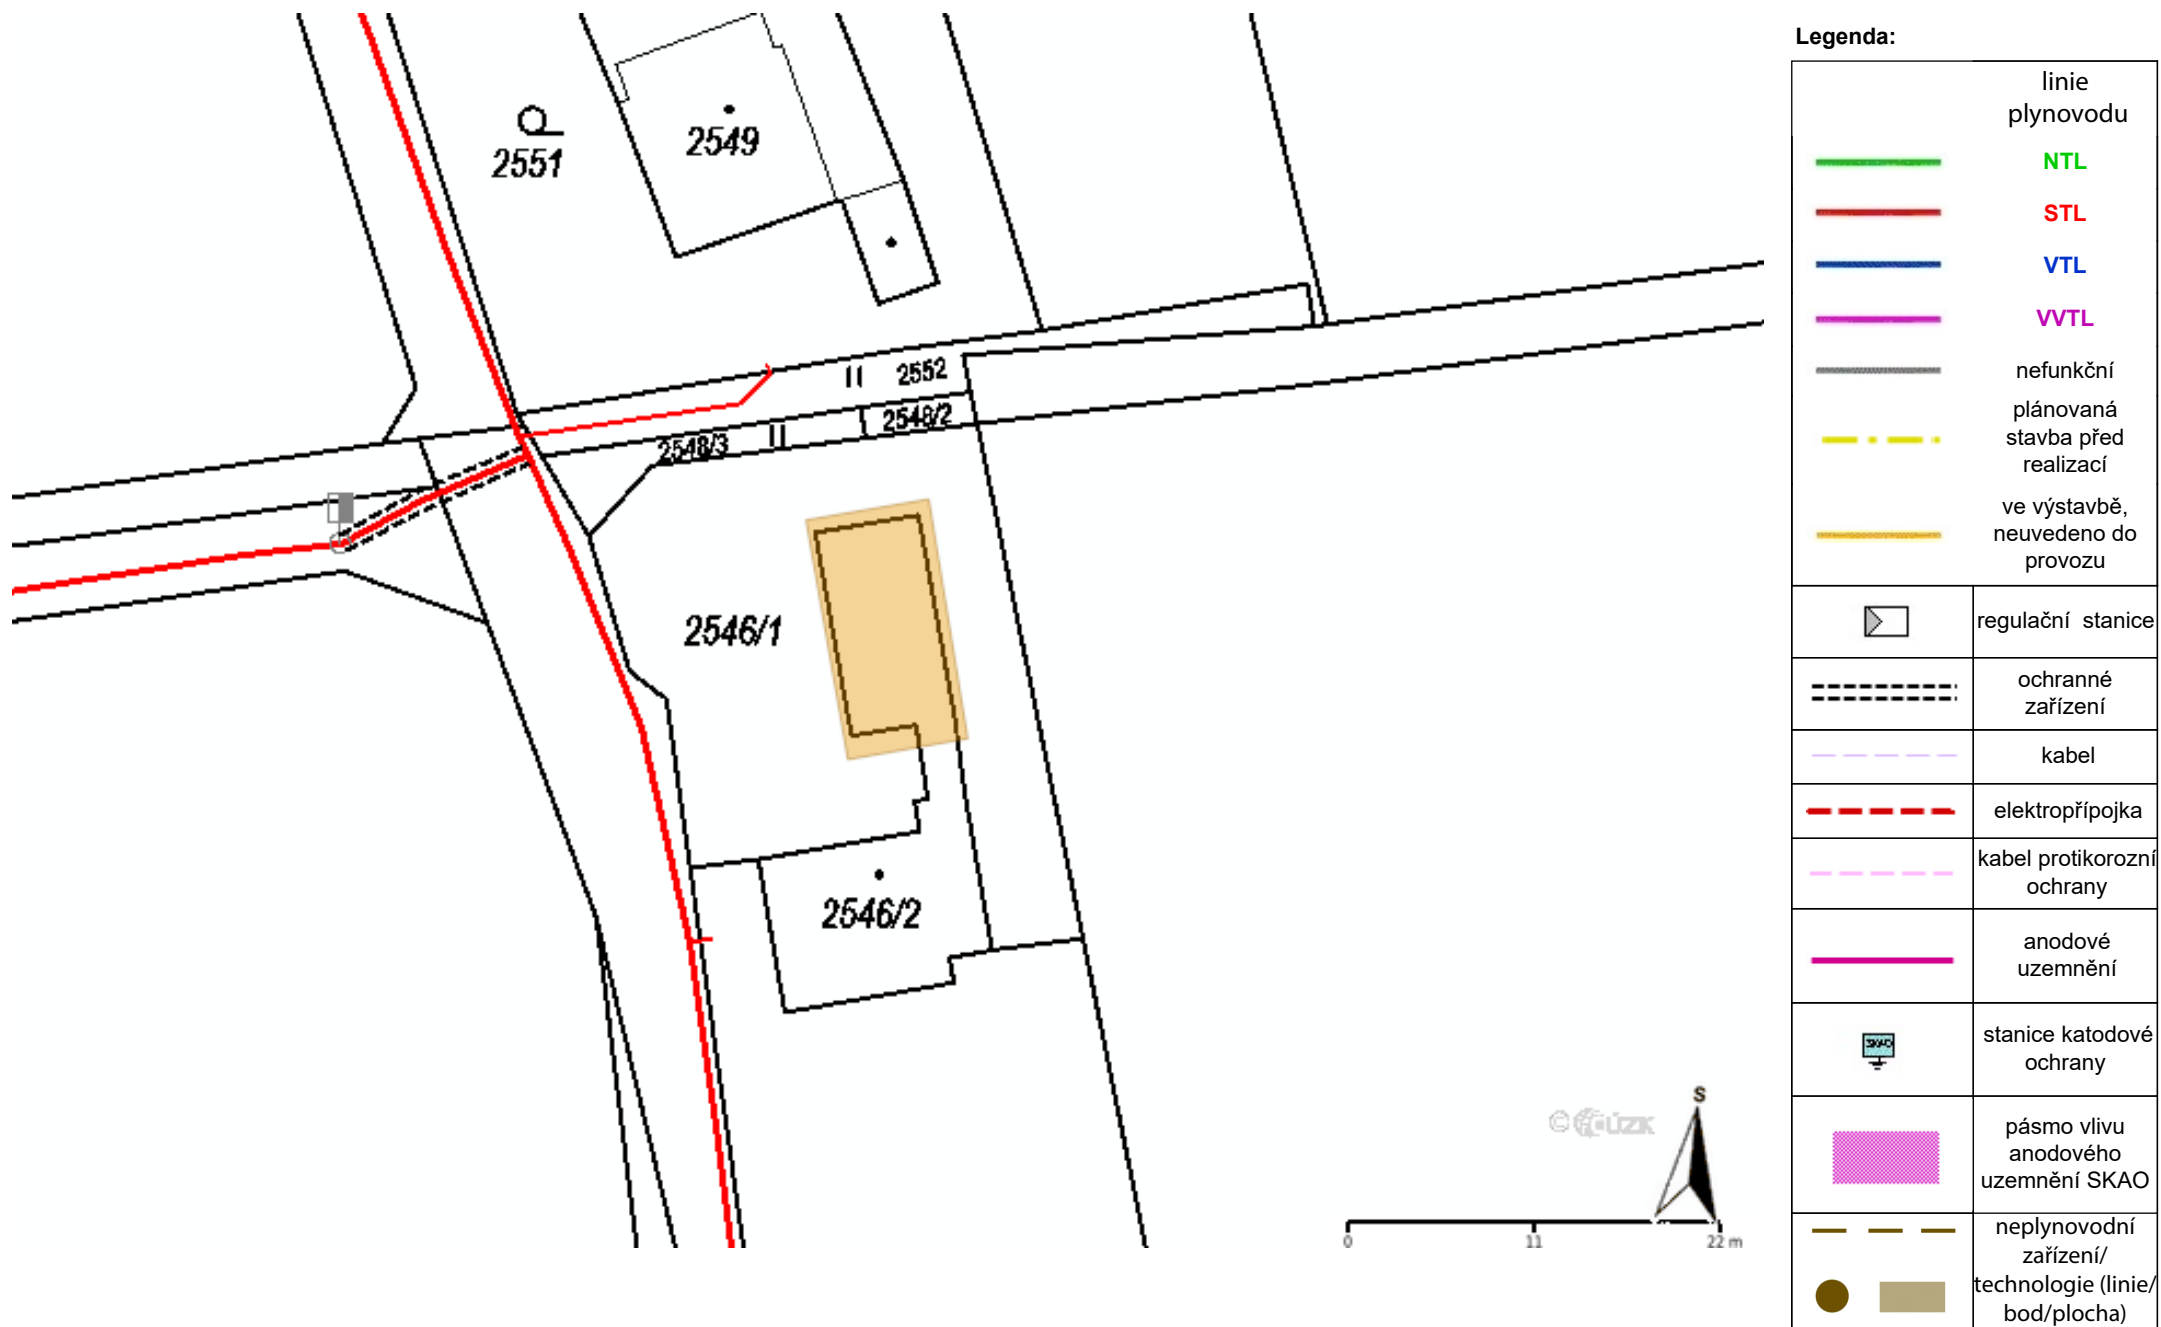 Legenda:
linie
plynovodu
NTL
STL
VTL
VVTL
nefunkční
plánovaná
stavba před
realizací
ve výstavbě,
neuvedeno do
provozu
regulační stanice
ochranné
zařízení
kabel
elektropřípojka
kabel protikorozní
ochrany
anodové
uzemnění
SKAO
stanice katodové
ochrany
pásmo vlivu
anodového
uzemnění SKAO
neplynovodní
zařízení/
technologie (linie/
bod/plocha)
2551
2549
2552
2548/2
2548/3
2546/1
2546/2
© ČÚZK
S
0 11 22 m